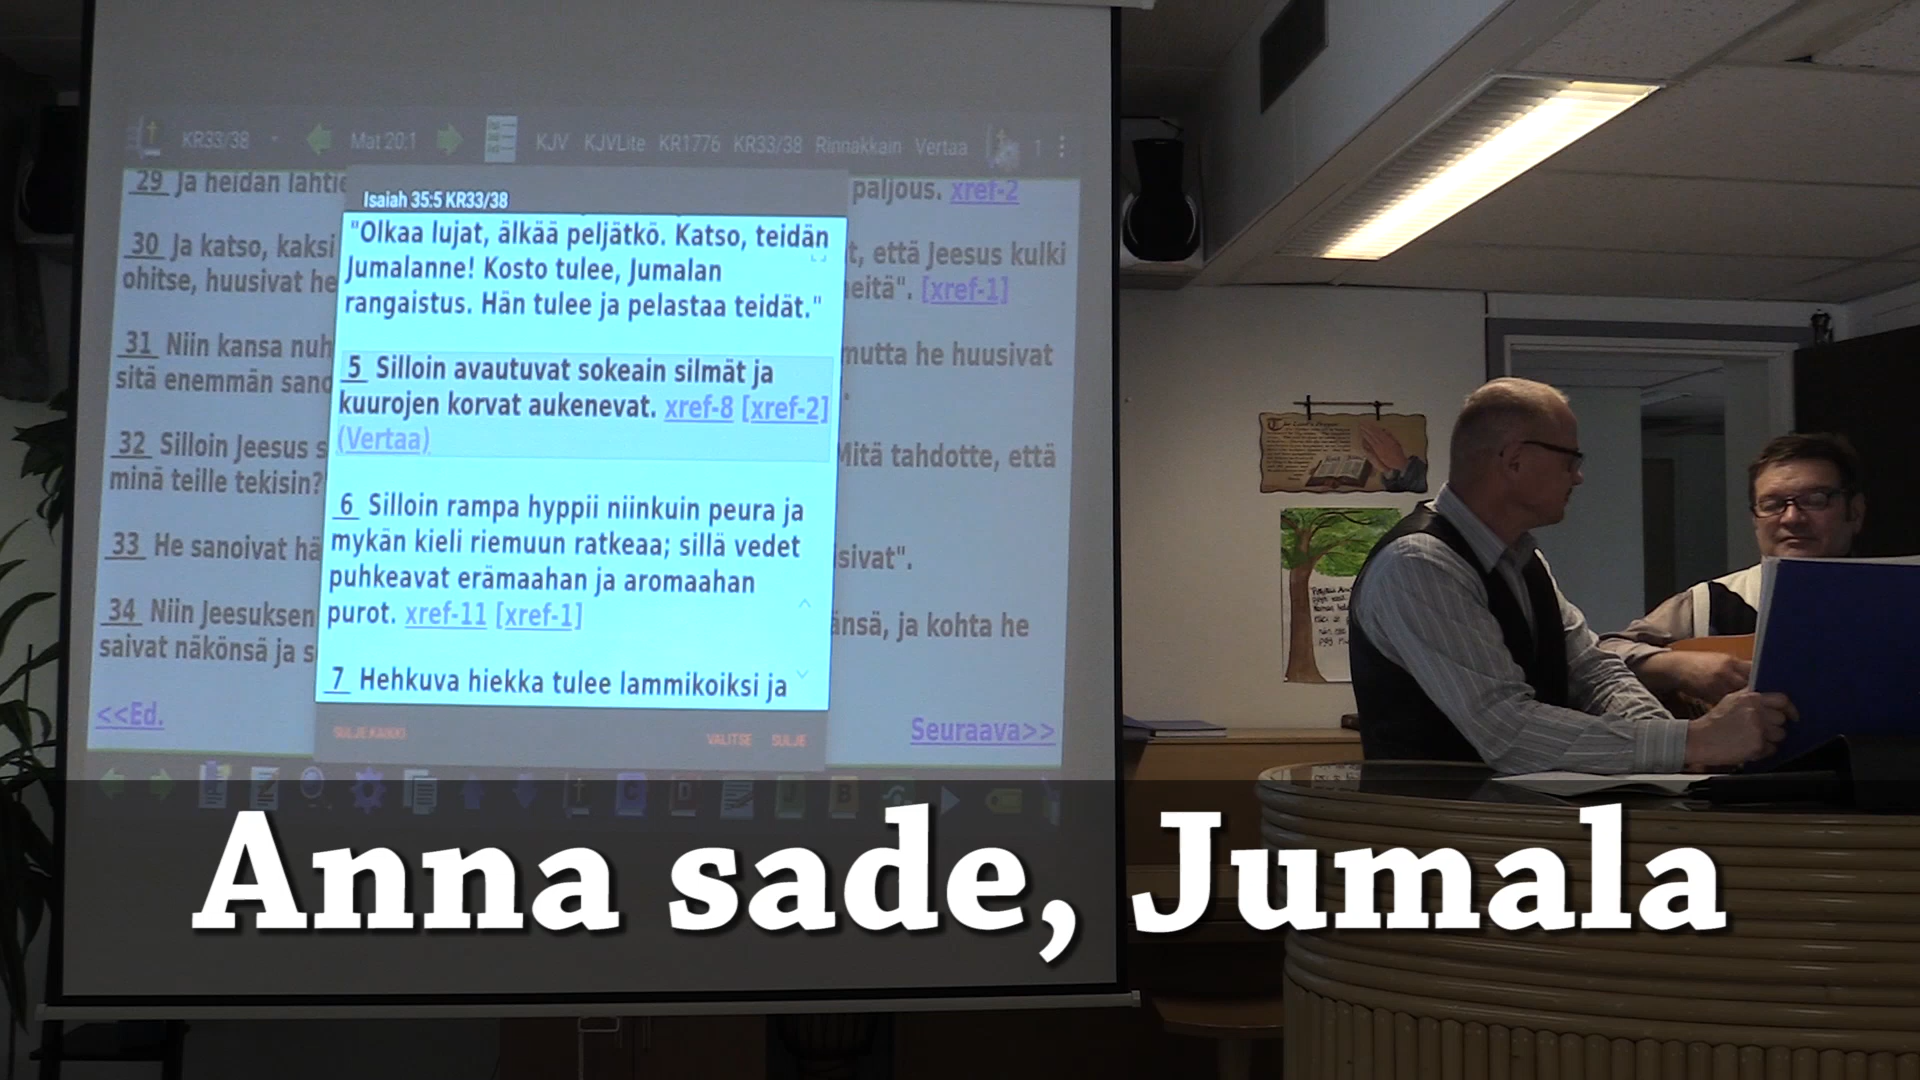 KR33/38 Mat 20:1 KJV KJVLite KR1776 KR33/38 Rinnakkain Vertaa 1
29 Ja heidän lähtie
paljous. xref-2
30 Ja katso, kaksi
t, että Jeesus kulki
ohitse, huusivat he
heitä". [xref-1]
31 Niin kansa nuh
mutta he huusivat
sitä enemmän sano
32 Silloin Jeesus s
Mitä tahdotte, että
minä teille tekisin?
33 He sanoivat hä
sivat".
34 Niin Jeesuksen
änsä, ja kohta he
saivat näkönsä ja s
<<Ed.
Seuraava>>
Isaiah 35:5 KR33/38
"Olkaa lujat, älkää peljätkö. Katso, teidän
Jumalanne! Kosto tulee, Jumalan
rangaistus. Hän tulee ja pelastaa teidät."
5 Silloin avautuvat sokeain silmät ja
kuurojen korvat aukenevat. xref-8 [xref-2]
(Vertaa)
6 Silloin rampa hyppii niinkuin peura ja
mykän kieli riemuun ratkeaa; sillä vedet
puhkeavat erämaahan ja aromaahan
purot. xref-11 [xref-1]
7 Hehkuva hiekka tulee lammikoiksi ja
SULJE KAIKKI VALITSE SULJE
C D J B
Anna sade, Jumala